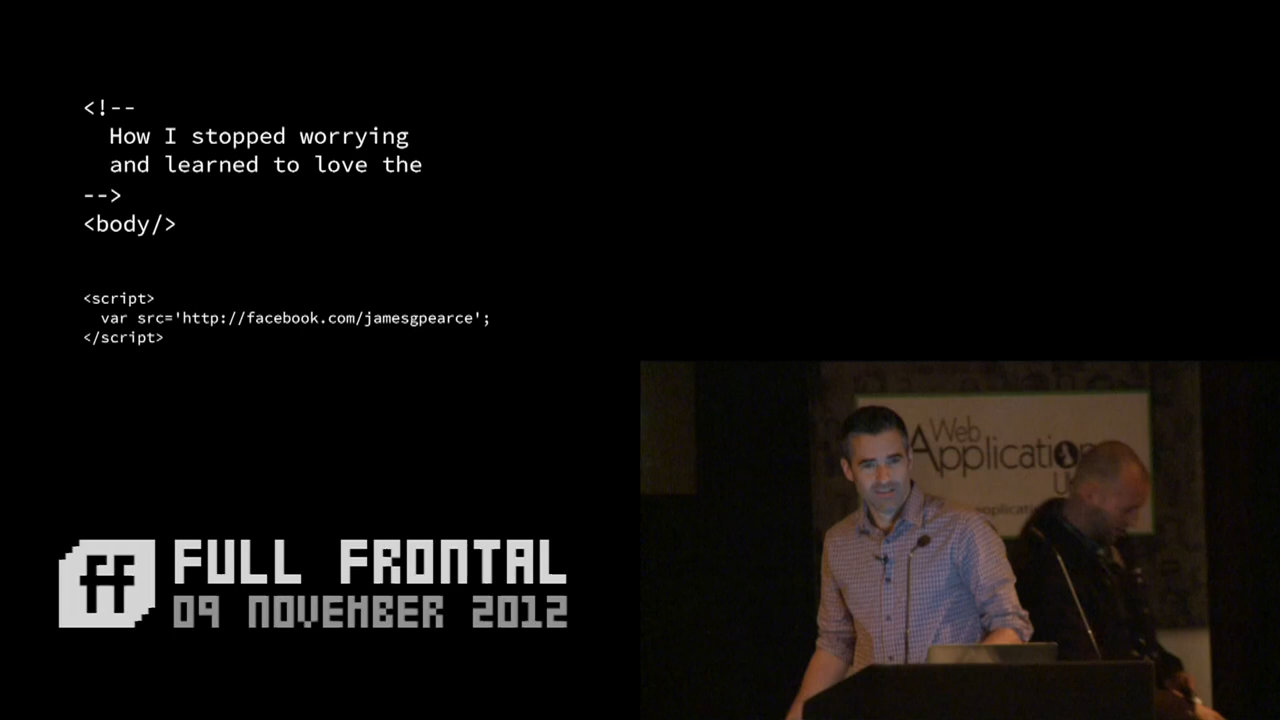 <!--
How I stopped worrying
and learned to love the
-->
<body/>
<script>
var src='http://facebook.com/jamesgpearce';
</script>
ff FULL FRONTAL
09 NOVEMBER 2012
Web
Application